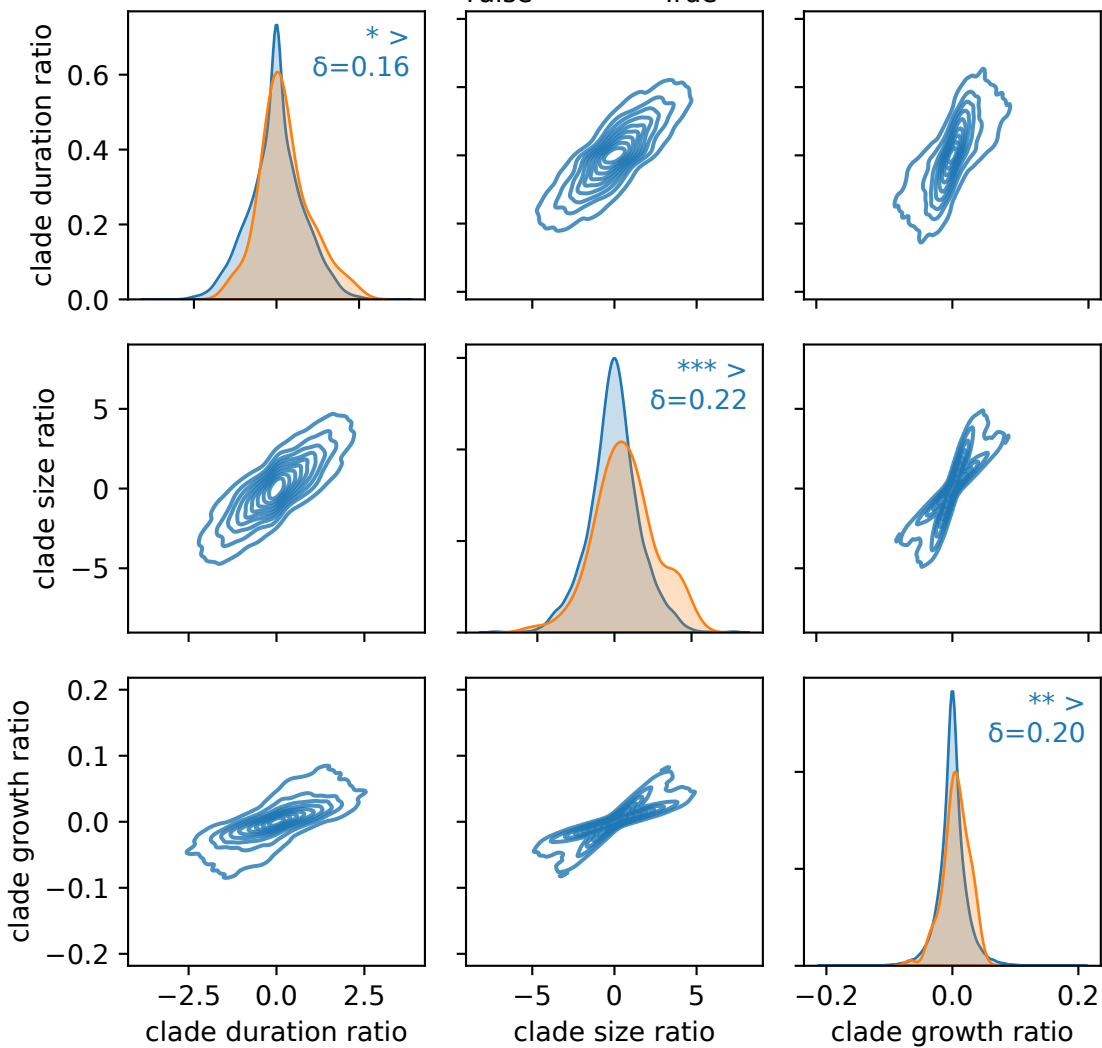 False True
clade duration ratio
0.6
0.4
0.2
0.0
* >
δ=0.16
clade size ratio
5
0
−5
*** >
δ=0.22
clade growth ratio
0.2
0.1
0.0
−0.1
−0.2
** >
δ=0.20
−2.5 0.0 2.5
−5 0 5
−0.2 0.0 0.2
clade duration ratio
clade size ratio
clade growth ratio